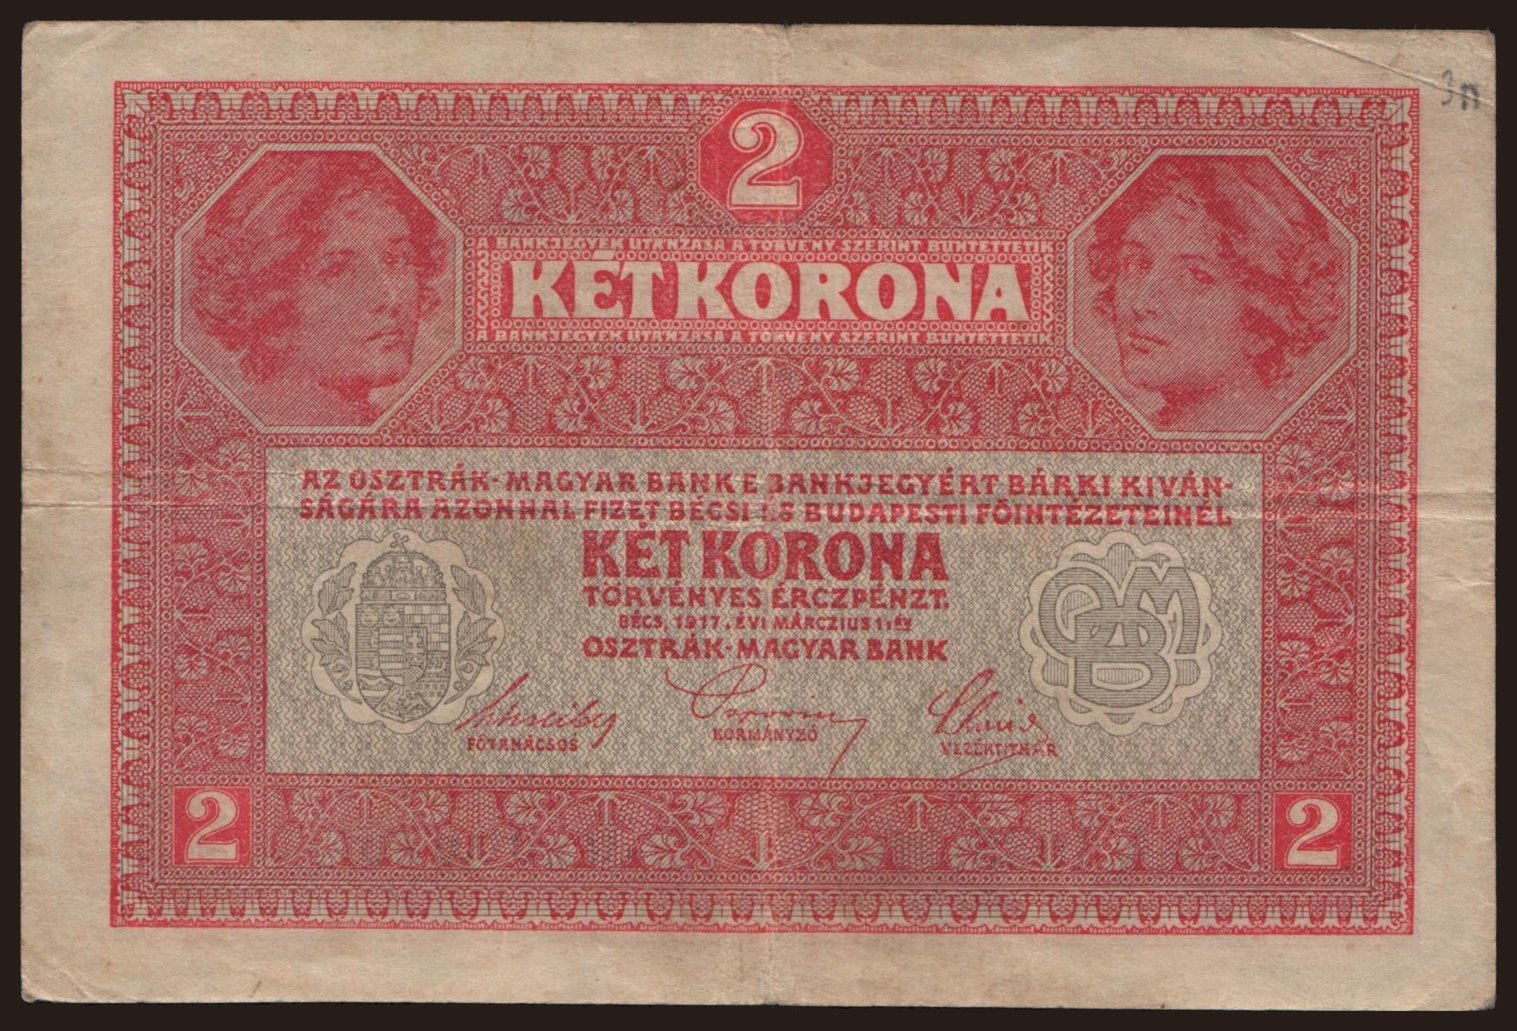 3n
2
A BANKJEGYEK UTÁNZÁSA A TÖRVÉNY SZERINT BÜNTETTETIK
KÉT KORONA
A BANKJEGYEK UTÁNZÁSA A TÖRVÉNY SZERINT BÜNTETTETIK
AZ OSZTRÁK-MAGYAR BANK E BANKJEGYÉRT BÁRKI KIVÁN-
SÁGÁRA AZONNAL FIZET BÉCSI ÉS BUDAPESTI FŐINTÉZETEINÉL
KÉT KORONA
TÖRVÉNYES ÉRCZPÉNZT.
BÉCS, 1917. ÉVI MÁRCZIUS 1-ÉN
OSZTRÁK-MAGYAR BANK
FŐTANÁCSOS
KORMÁNYZÓ
VEZÉRTITKÁR
2
2